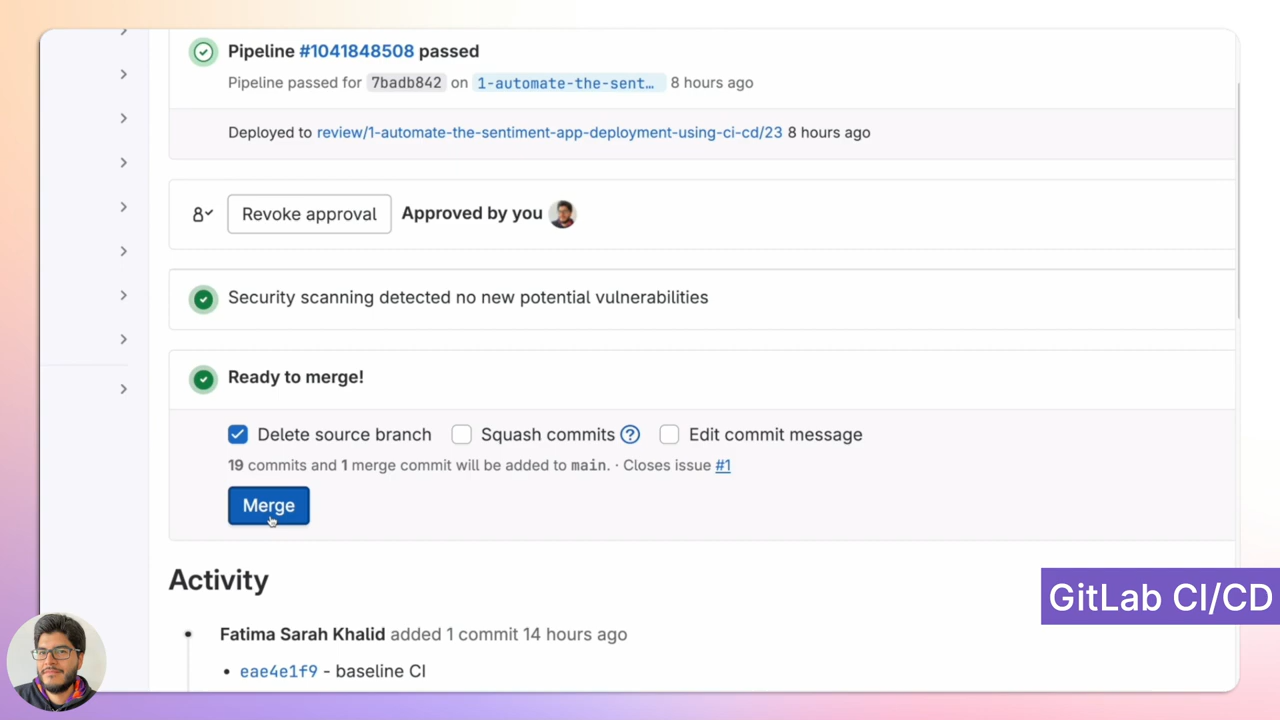 Pipeline #1041848508 passed
Pipeline passed for 7badb842 on 1-automate-the-sent… 8 hours ago
Deployed to review/1-automate-the-sentiment-app-deployment-using-ci-cd/23 8 hours ago
Revoke approval Approved by you
Security scanning detected no new potential vulnerabilities
Ready to merge!
Delete source branch Squash commits ? Edit commit message
19 commits and 1 merge commit will be added to main. · Closes issue #1
Merge
Activity
GitLab CI/CD
Fatima Sarah Khalid added 1 commit 14 hours ago
• eae4e1f9 - baseline CI